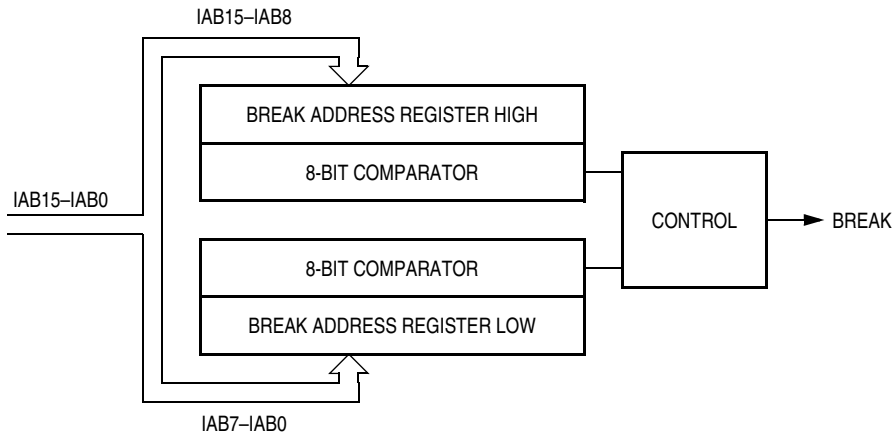 IAB15–IAB8
BREAK ADDRESS REGISTER HIGH
8-BIT COMPARATOR
IAB15–IAB0
CONTROL
BREAK
8-BIT COMPARATOR
BREAK ADDRESS REGISTER LOW
IAB7–IAB0